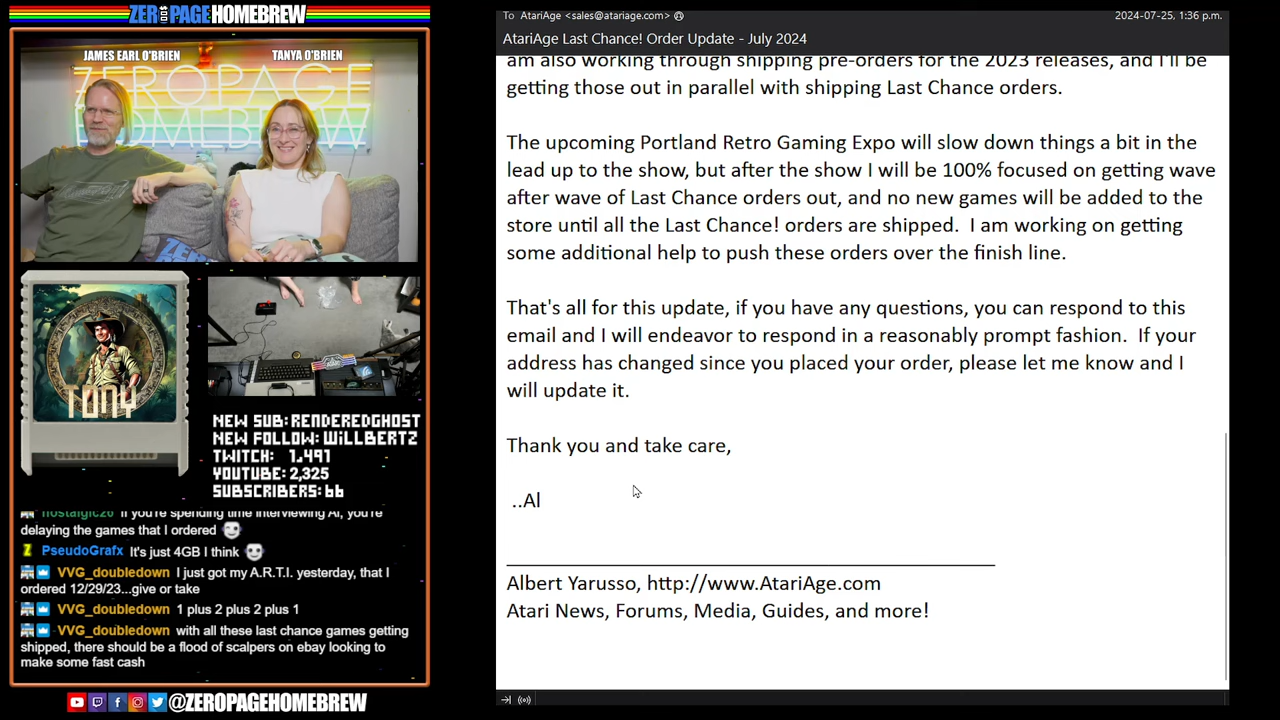 ZEROPAGEHOMEBREW
JAMES EARL O'BRIEN
TANYA O'BRIEN
ZEROPAGE
HOMEBREW
TONY
NEW SUB: RENDEREDGHOST
NEW FOLLOW: WILLBERTZ
TWITCH: 1,491
YOUTUBE: 2,325
SUBSCRIBERS: 66
nostalgic26 If you're spending time interviewing Al, you're
delaying the games that I ordered
PseudoGrafx It's just 4GB I think
VVG_doubledown I just got my A.R.T.I. yesterday, that I
ordered 12/29/23...give or take
VVG_doubledown 1 plus 2 plus 2 plus 1
VVG_doubledown with all these last chance games getting
shipped, there should be a flood of scalpers on ebay looking to
make some fast cash
@ZEROPAGEHOMEBREW
To AtariAge <sales@atariage.com>
2024-07-25, 1:36 p.m.
AtariAge Last Chance! Order Update - July 2024
am also working through shipping pre-orders for the 2023 releases, and I'll be
getting those out in parallel with shipping Last Chance orders.
The upcoming Portland Retro Gaming Expo will slow down things a bit in the
lead up to the show, but after the show I will be 100% focused on getting wave
after wave of Last Chance orders out, and no new games will be added to the
store until all the Last Chance! orders are shipped.  I am working on getting
some additional help to push these orders over the finish line.
That's all for this update, if you have any questions, you can respond to this
email and I will endeavor to respond in a reasonably prompt fashion.  If your
address has changed since you placed your order, please let me know and I
will update it.
Thank you and take care,
..Al
Albert Yarusso, http://www.AtariAge.com
Atari News, Forums, Media, Guides, and more!